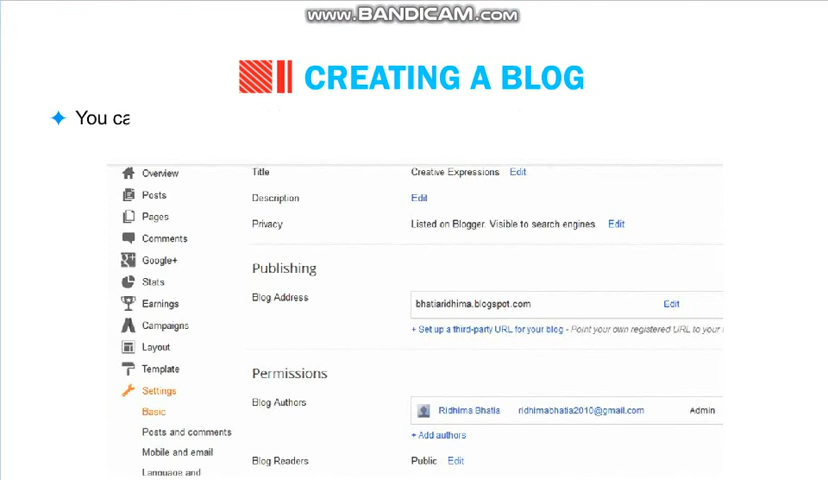 www.BANDICAM.com
CREATING A BLOG
You ca
Overview
Title Creative Expressions Edit
Posts
Description Edit
Pages
Privacy Listed on Blogger. Visible to search engines. Edit
Comments
Google+
Publishing
Stats
Blog Address bhatiaridhima.blogspot.com Edit
Earnings
Campaigns
+ Set up a third-party URL for your blog - Point your own registered URL to your
Layout
Template
Permissions
Settings
Blog Authors Ridhima Bhatia ridhimabhatia2010@gmail.com Admin
Basic
Posts and comments
+ Add authors
Mobile and email
Blog Readers Public Edit
Language and